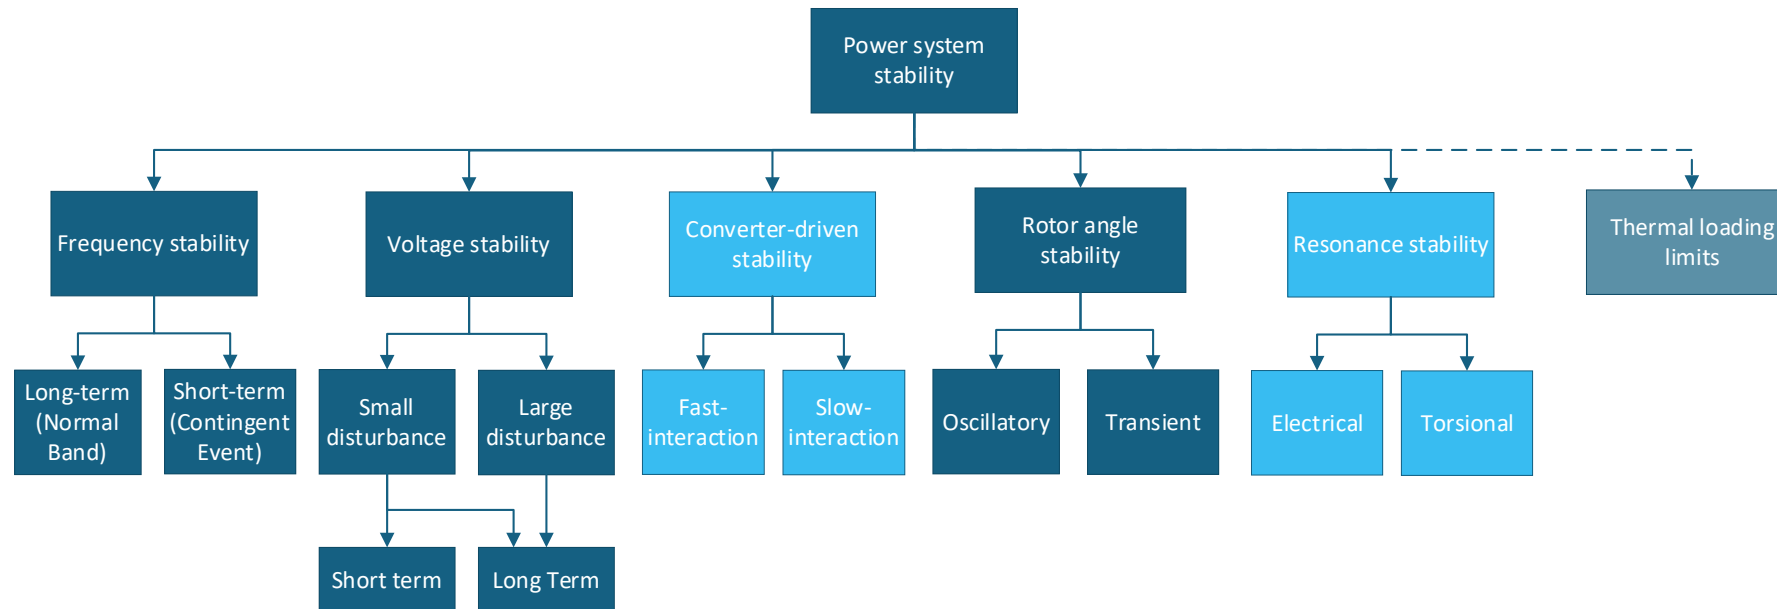 Power system
stability
Frequency stability
Voltage stability
Converter-driven
stability
Rotor angle
stability
Resonance stability
Thermal loading
limits
Long-term
(Normal
Band)
Short-term
(Contingent
Event)
Small
disturbance
Large
disturbance
Fast-
interaction
Slow-
interaction
Oscillatory
Transient
Electrical
Torsional
Short term
Long Term